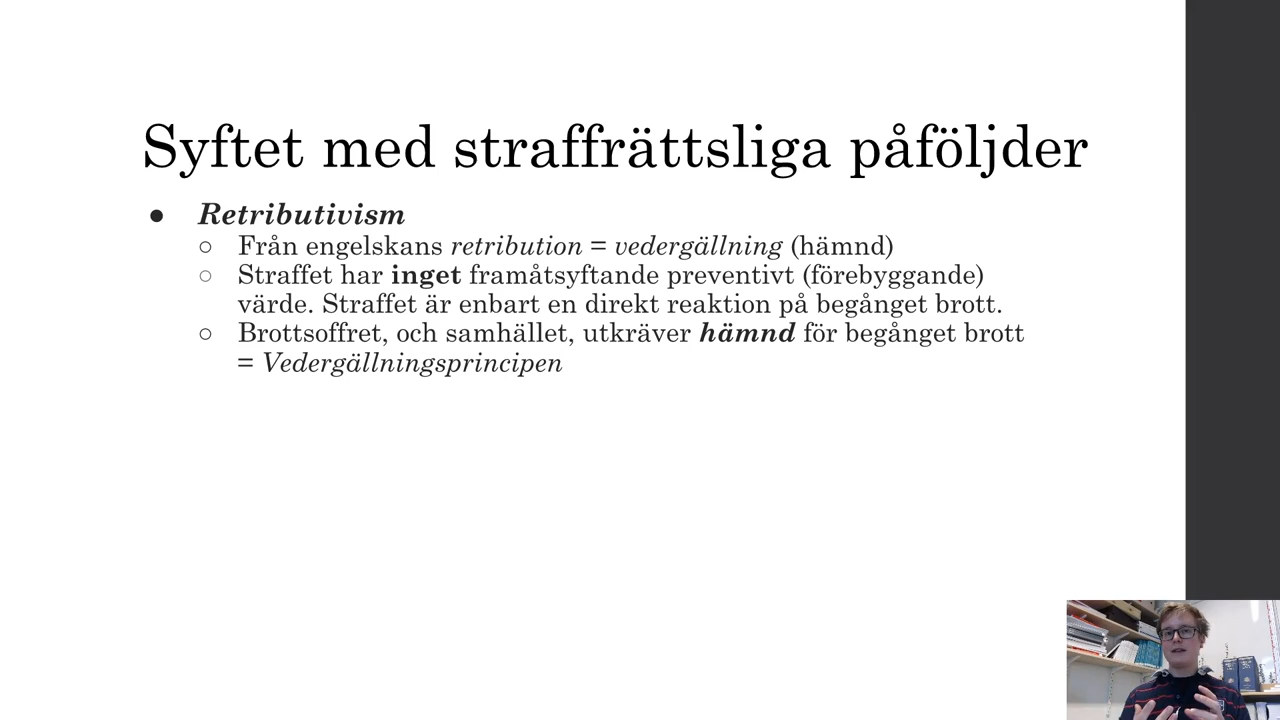 Syftet med straffrättsliga påföljder
● Retributivism
○ Från engelskans retribution = vedergällning (hämnd)
○ Straffet har inget framåtsyftande preventivt (förebyggande)
värde. Straffet är enbart en direkt reaktion på begånget brott.
○ Brottsoffret, och samhället, utkräver hämnd för begånget brott
= Vedergällningsprincipen